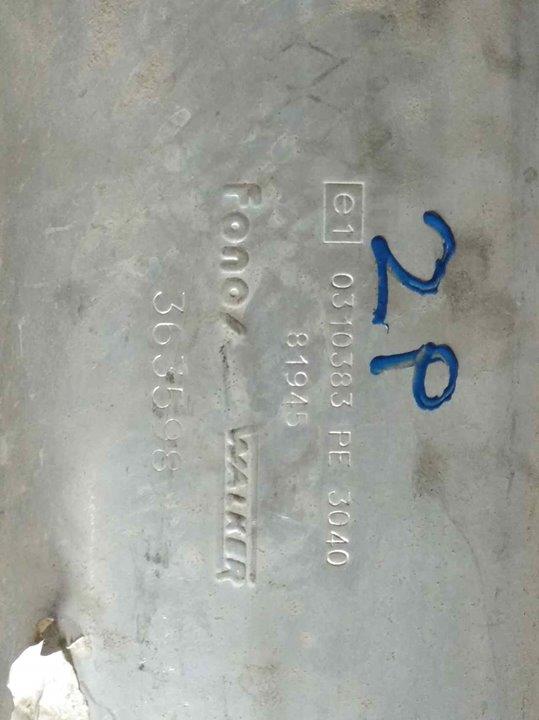 2P
e1 0310383 PE 3040
81945
Fonos WALKER
363598